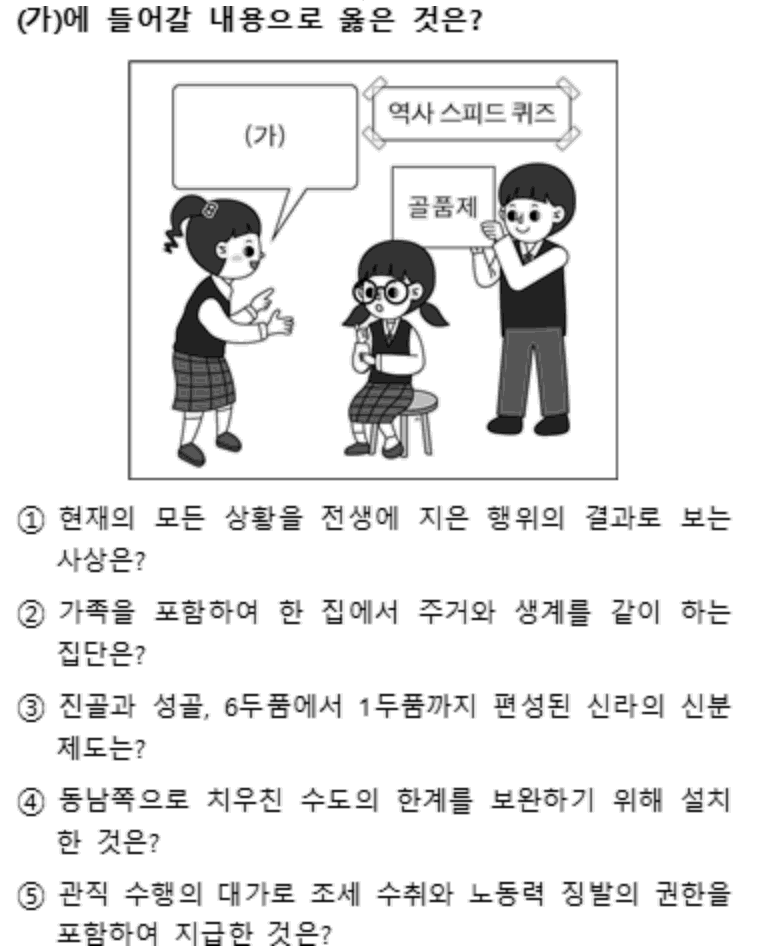 (가)에 들어갈 내용으로 옳은 것은?
역사 스피드 퀴즈
(가)
골품제
① 현재의 모든 상황을 전생에 지은 행위의 결과로 보는
사상은?
② 가족을 포함하여 한 집에서 주거와 생계를 같이 하는
집단은?
③ 진골과 성골, 6두품에서 1두품까지 편성된 신라의 신분
제도는?
④ 동남쪽으로 치우친 수도의 한계를 보완하기 위해 설치
한 것은?
⑤ 관직 수행의 대가로 조세 수취와 노동력 징발의 권한을
포함하여 지급한 것은?